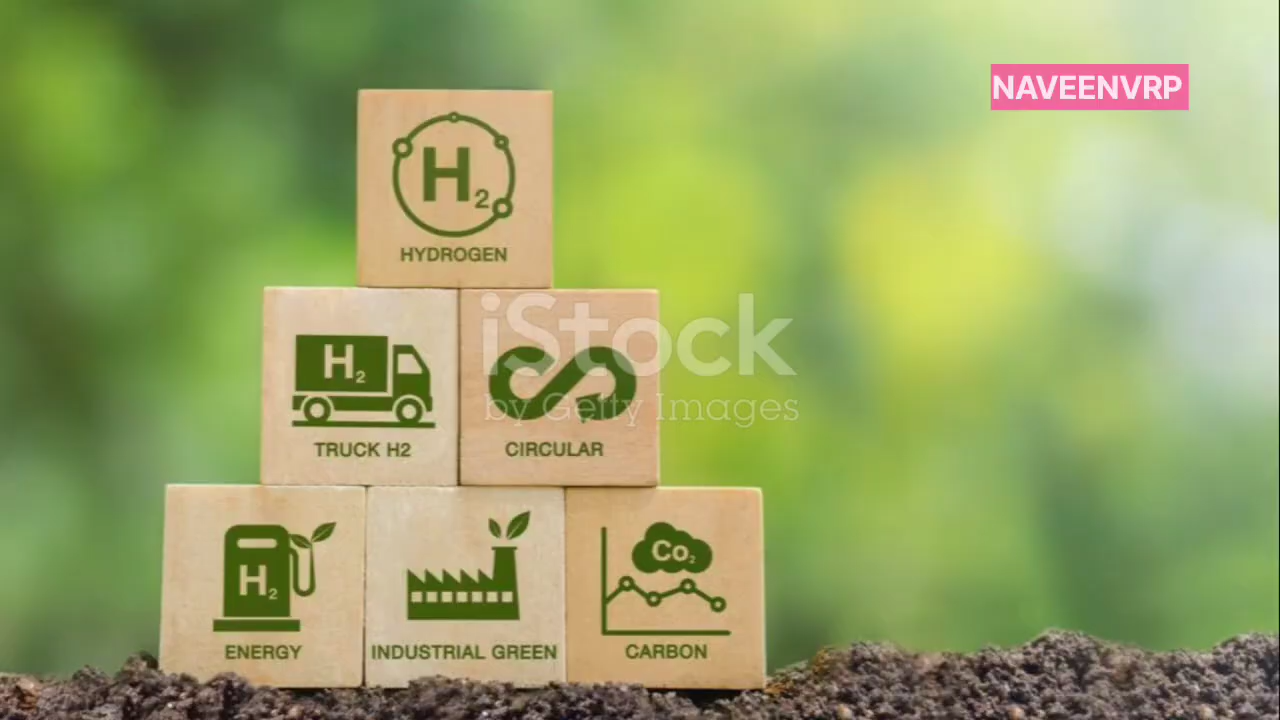 NAVEENVRP
H2
HYDROGEN
H2
TRUCK H2
CIRCULAR
iStock
by Getty Images
H2
ENERGY
INDUSTRIAL GREEN
Co2
CARBON